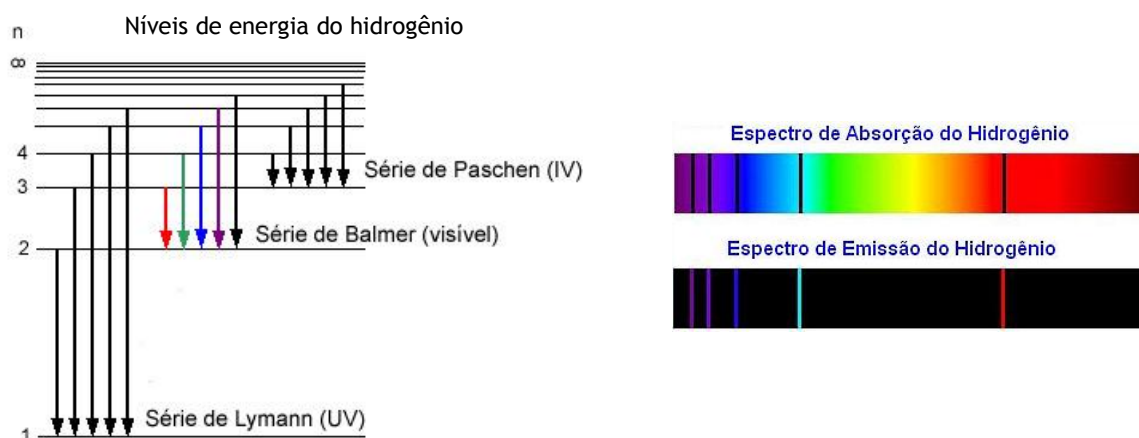 Níveis de energia do hidrogênio
n
∞
4
3
2
1
Série de Paschen (IV)
Série de Balmer (visível)
Série de Lymann (UV)
Espectro de Absorção do Hidrogênio
Espectro de Emissão do Hidrogênio